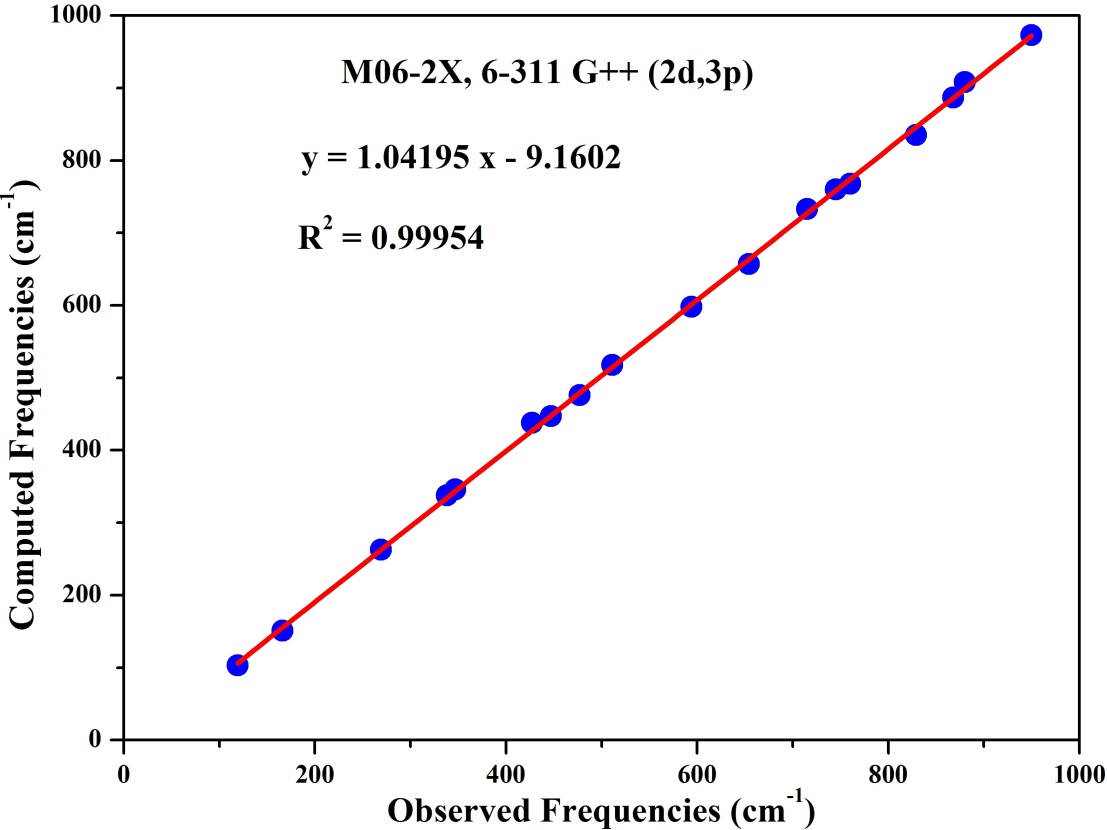 M06-2X, 6-311 G++ (2d,3p)
y = 1.04195 x - 9.1602
R² = 0.99954
Computed Frequencies (cm⁻¹)
1000
800
600
400
200
0
0 200 400 600 800 1000
Observed Frequencies (cm⁻¹)